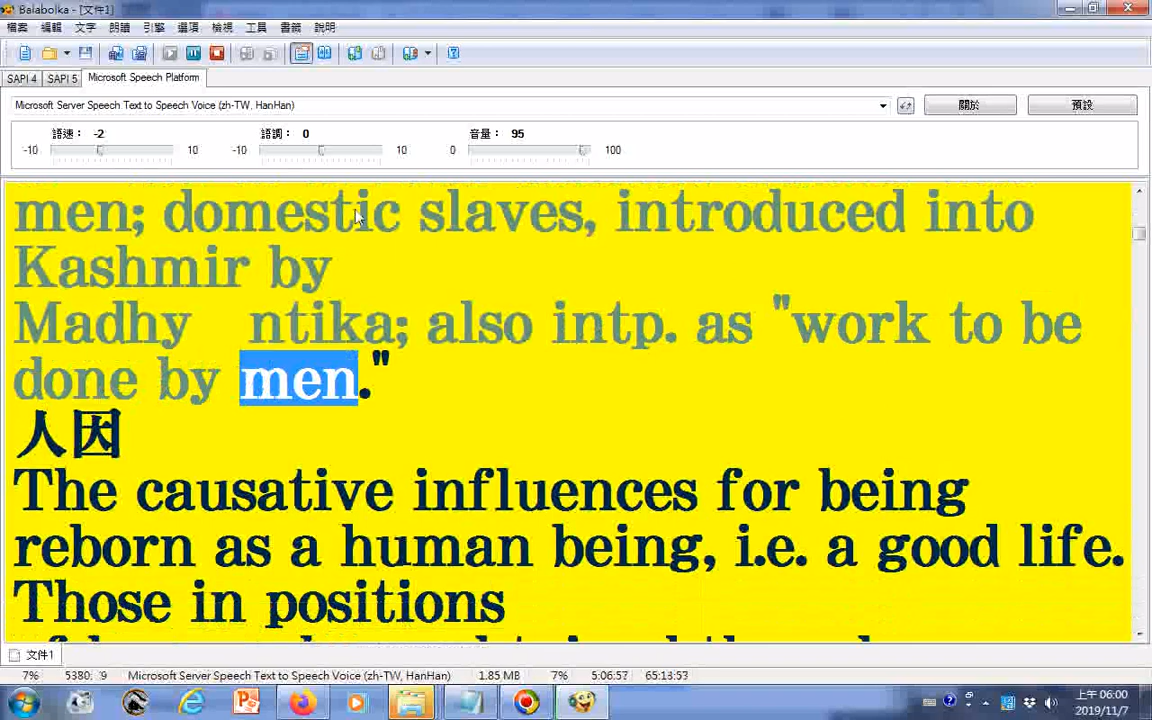 Balabolka - [文件1]
檔案 編輯 文字 朗讀 引擎 選項 檢視 工具 書籤 說明
SAPI 4 SAPI 5 Microsoft Speech Platform
Microsoft Server Speech Text to Speech Voice (zh-TW, HanHan) 關於 預設
語速： -2 語調： 0 音量： 95
-10 10 -10 10 0 100
men; domestic slaves, introduced into
Kashmir by
Madhy ntika; also intp. as "work to be
done by men."
人因
The causative influences for being
reborn as a human being, i.e. a good life.
Those in positions
文件1
7% Microsoft Server Speech Text to Speech Voice (zh-TW, HanHan) 1.85 MB 7% 5:06:57 65:13:57
上午 06:00
2019/11/7